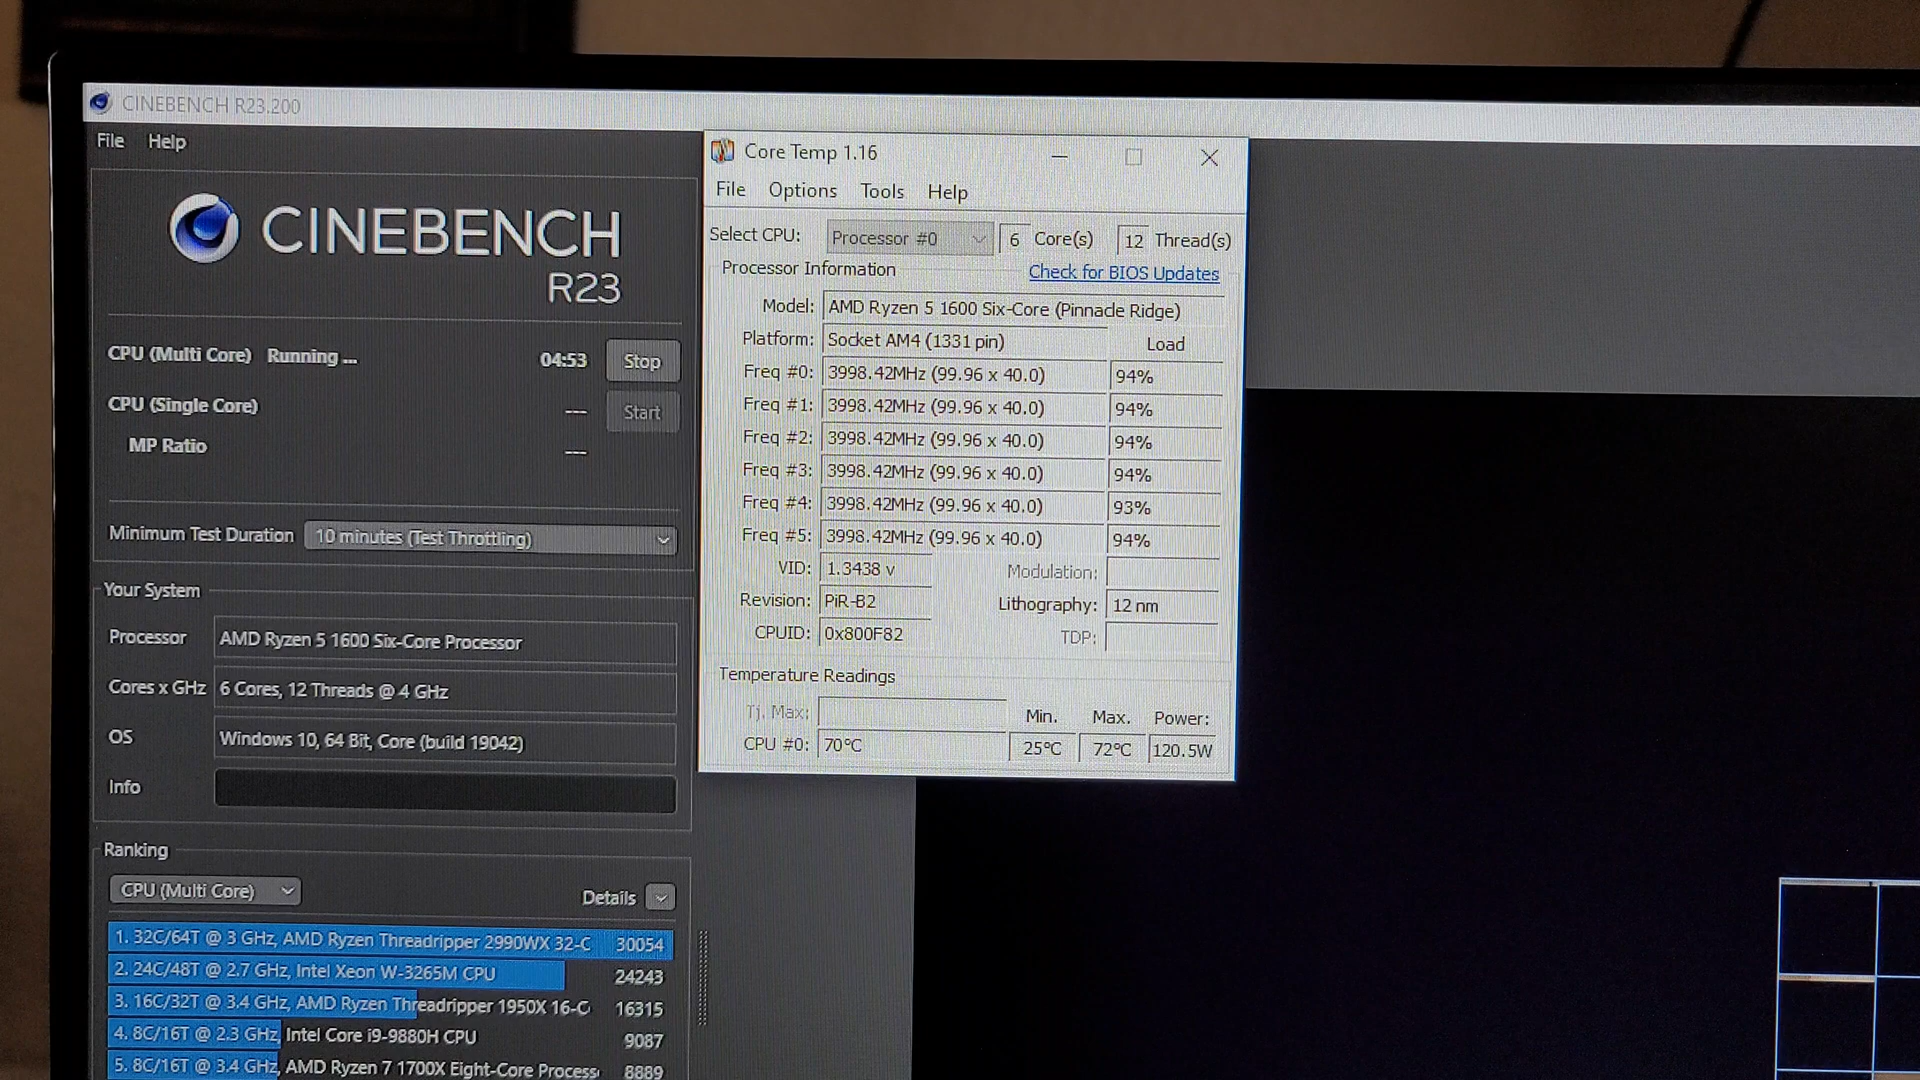 CINEBENCH R23.200
File Help
CINEBENCH
R23
CPU (Multi Core) Running ... 04:53 Stop
CPU (Single Core) --- Start
MP Ratio ---
Minimum Test Duration 10 minutes (Test Throttling)
Your System
Processor AMD Ryzen 5 1600 Six-Core Processor
Cores x GHz 6 Cores, 12 Threads @ 4 GHz
OS Windows 10, 64 Bit, Core (build 19042)
Info
Ranking
CPU (Multi Core) Details
1. 32C/64T @ 3 GHz, AMD Ryzen Threadripper 2990WX 32-C 30054
2. 24C/48T @ 2.7 GHz, Intel Xeon W-3265M CPU 24243
3. 16C/32T @ 3.4 GHz, AMD Ryzen Threadripper 1950X 16-C 16315
4. 8C/16T @ 2.3 GHz, Intel Core i9-9880H CPU 9087
5. 8C/16T @ 3.4 GHz, AMD Ryzen 7 1700X Eight-Core Process 8889
Core Temp 1.16
File Options Tools Help
Select CPU: Processor #0 6 Core(s) 12 Thread(s)
Processor Information Check for BIOS Updates
Model: AMD Ryzen 5 1600 Six-Core (Pinnacle Ridge)
Platform: Socket AM4 (1331 pin) Load
Freq #0: 3998.42MHz (99.96 x 40.0) 94%
Freq #1: 3998.42MHz (99.96 x 40.0) 94%
Freq #2: 3998.42MHz (99.96 x 40.0) 94%
Freq #3: 3998.42MHz (99.96 x 40.0) 94%
Freq #4: 3998.42MHz (99.96 x 40.0) 93%
Freq #5: 3998.42MHz (99.96 x 40.0) 94%
VID: 1.3438 v Modulation:
Revision: PiR-B2 Lithography: 12 nm
CPUID: 0x800F82 TDP:
Temperature Readings
Tj. Max: Min. Max. Power:
CPU #0: 70°C 25°C 72°C 120.5W